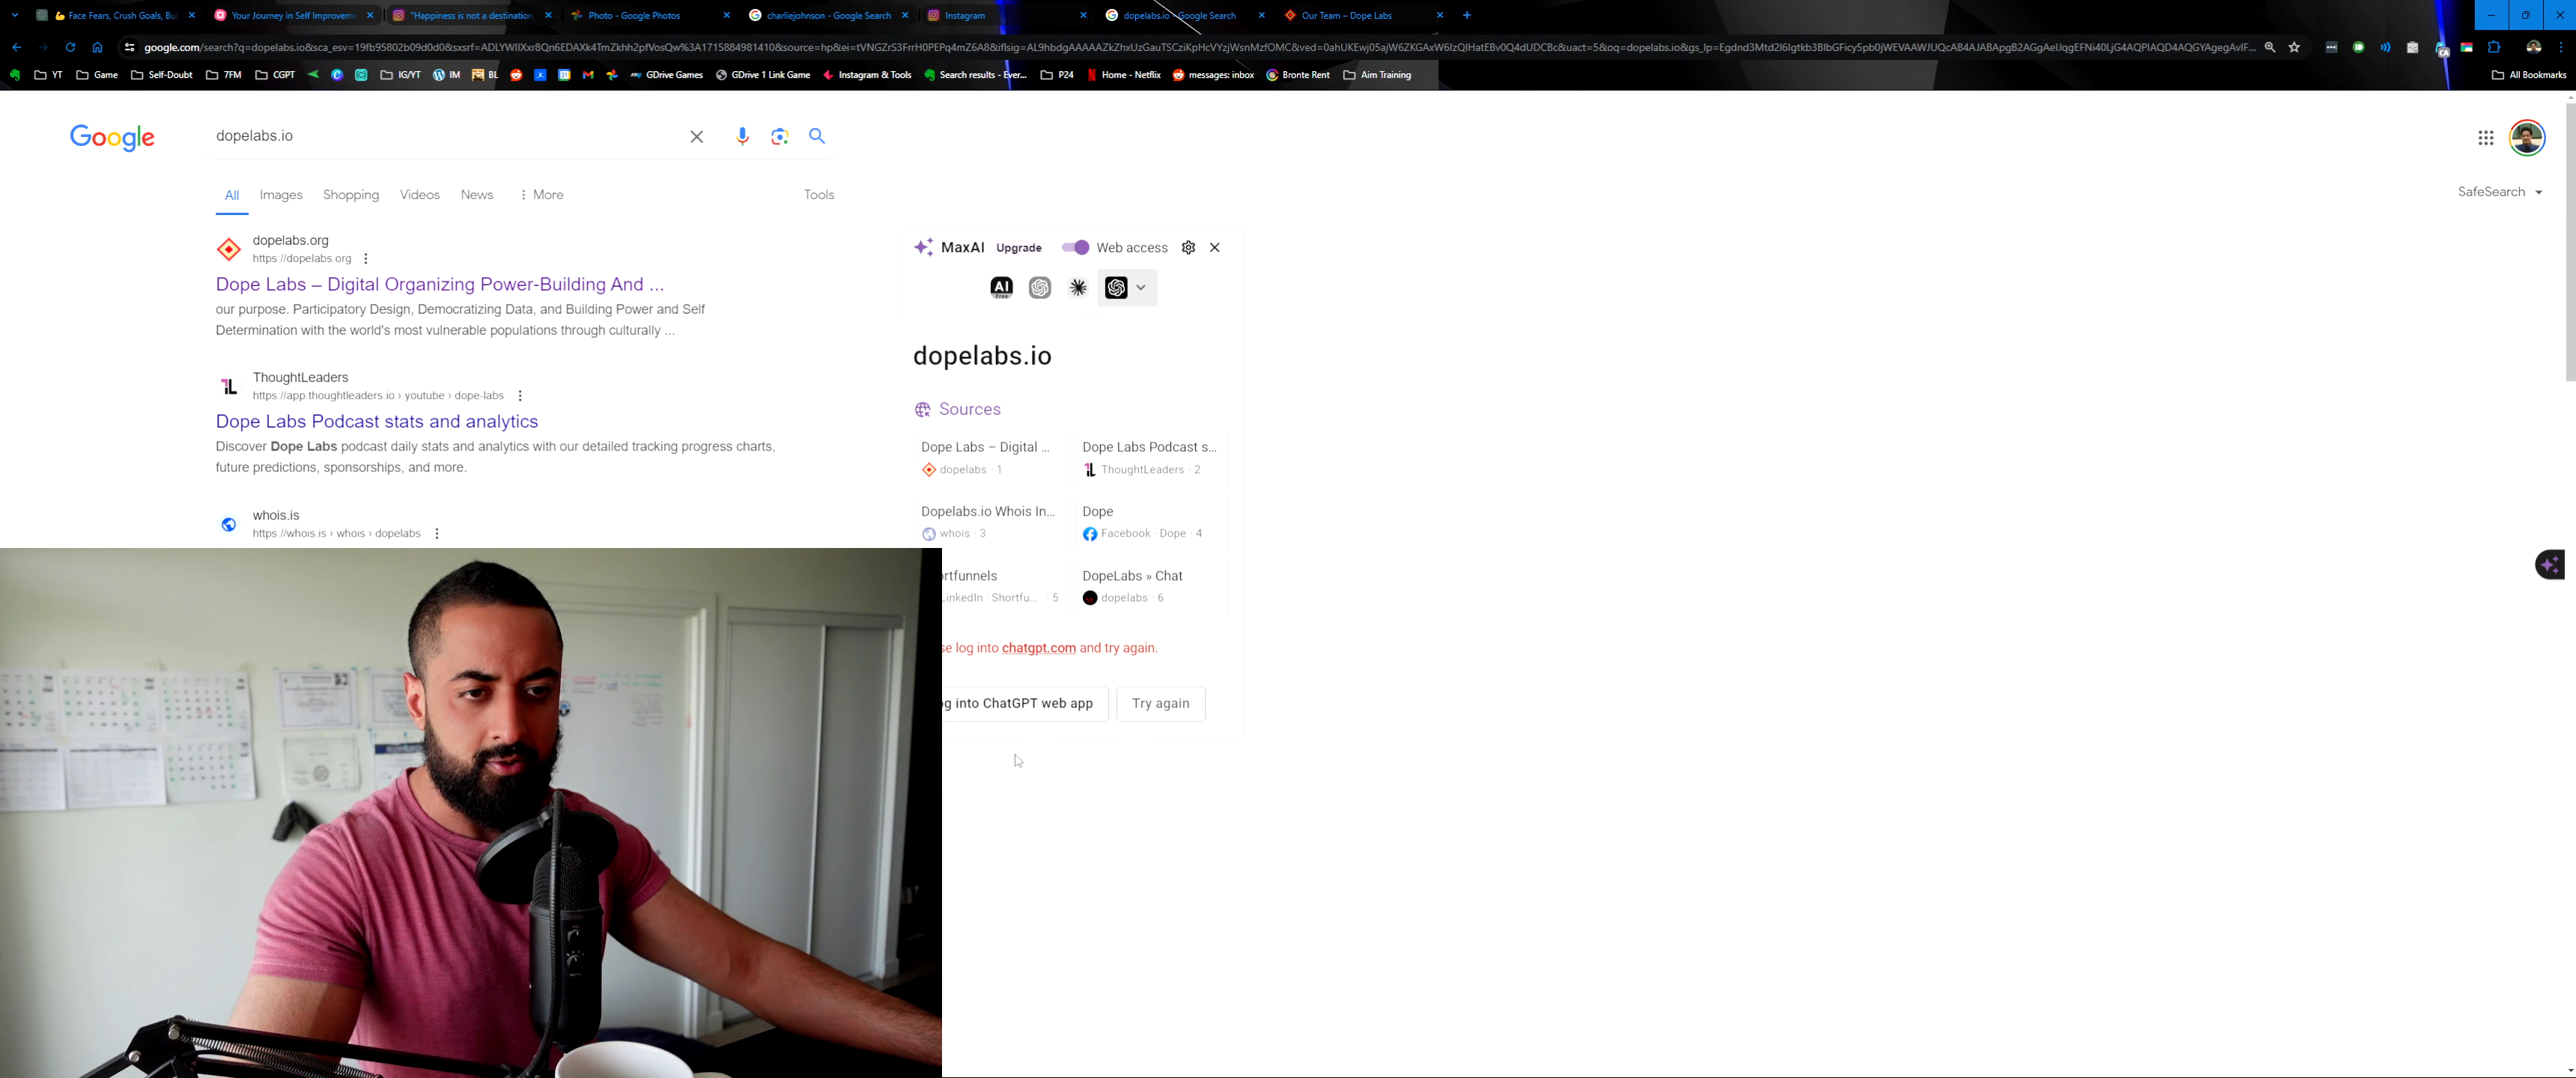 💪 Face Fears, Crush Goals, Bui
Your Journey in Self Improveme
"Happiness is not a destination
Photo - Google Photos
charliejohnson - Google Search
Instagram
dopelabs.io - Google Search
Our Team – Dope Labs
YT
Game
Self-Doubt
7FM
CGPT
IG/YT
IM
BL
GDrive Games
GDrive 1 Link Game
Instagram & Tools
Search results - Ever...
P24
Home - Netflix
messages: inbox
Bronte Rent
Aim Training
All Bookmarks
Google
dopelabs.io
All
Images
Shopping
Videos
News
More
Tools
SafeSearch
dopelabs.org
https://dopelabs.org
Dope Labs – Digital Organizing Power-Building And ...
our purpose. Participatory Design, Democratizing Data, and Building Power and Self
Determination with the world's most vulnerable populations through culturally ...
ThoughtLeaders
https://app.thoughtleaders.io › youtube › dope-labs
Dope Labs Podcast stats and analytics
Discover Dope Labs podcast daily stats and analytics with our detailed tracking progress charts,
future predictions, sponsorships, and more.
whois.is
https://whois.is › whois › dopelabs
MaxAI
Upgrade
Web access
AI
Free
dopelabs.io
Sources
Dope Labs – Digital ...
dopelabs · 1
Dope Labs Podcast s...
ThoughtLeaders · 2
Dopelabs.io Whois In...
whois · 3
Dope
Facebook · Dope · 4
rtfunnels
LinkedIn · Shortfu... · 5
DopeLabs » Chat
dopelabs · 6
se log into chatgpt.com and try again.
og into ChatGPT web app
Try again